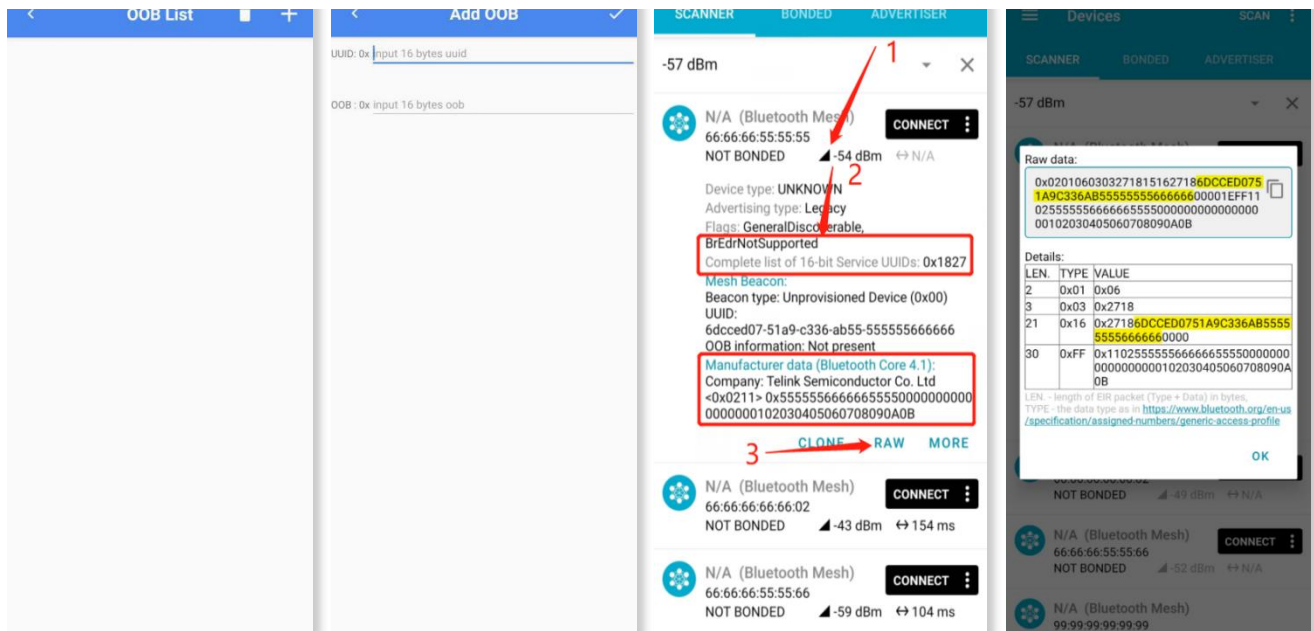 OOB List
+
Add OOB
UUID: 0x input 16 bytes uuid
OOB : 0x input 16 bytes oob
SCANNER BONDED ADVERTISER
1
-57 dBm
N/A (Bluetooth Mesh)
66:66:66:55:55:55
CONNECT
NOT BONDED -54 dBm N/A
2
Device type: UNKNOWN
Advertising type: Legacy
Flags: GeneralDiscoverable,
BrEdrNotSupported
Complete list of 16-bit Service UUIDs: 0x1827
Mesh Beacon:
Beacon type: Unprovisioned Device (0x00)
UUID:
6dcced07-51a9-c336-ab55-555555666666
OOB information: Not present
Manufacturer data (Bluetooth Core 4.1):
Company: Telink Semiconductor Co. Ltd
<0x0211> 0x55555566666655550000000000
0000000102030405060708090A0B
3
CLONE RAW MORE
N/A (Bluetooth Mesh)
66:66:66:66:66:02
CONNECT
NOT BONDED -43 dBm 154 ms
N/A (Bluetooth Mesh)
66:66:66:55:55:66
CONNECT
NOT BONDED -59 dBm 104 ms
Devices SCAN
SCANNER BONDED ADVERTISER
-57 dBm
Raw data:
0x02010603032718151627186DCCED075
1A9C336AB5555555566666600001EFF11
02555555666666555500000000000000
000102030405060708090A0B
Details:
LEN. TYPE VALUE
2 0x01 0x06
3 0x03 0x2718
21 0x16 0x27186DCCED0751A9C336AB5555
55556666660000
30 0xFF 0x110255555566666655550000000
000000000102030405060708090A
0B
LEN. - length of EIR packet (Type + Data) in bytes,
TYPE - the data type as in https://www.bluetooth.org/en-us
/specification/assigned-numbers/generic-access-profile
OK
NOT BONDED -49 dBm N/A
N/A (Bluetooth Mesh)
66:66:66:55:55:66
CONNECT
NOT BONDED -52 dBm N/A
N/A (Bluetooth Mesh)
99:99:99:99:99:99